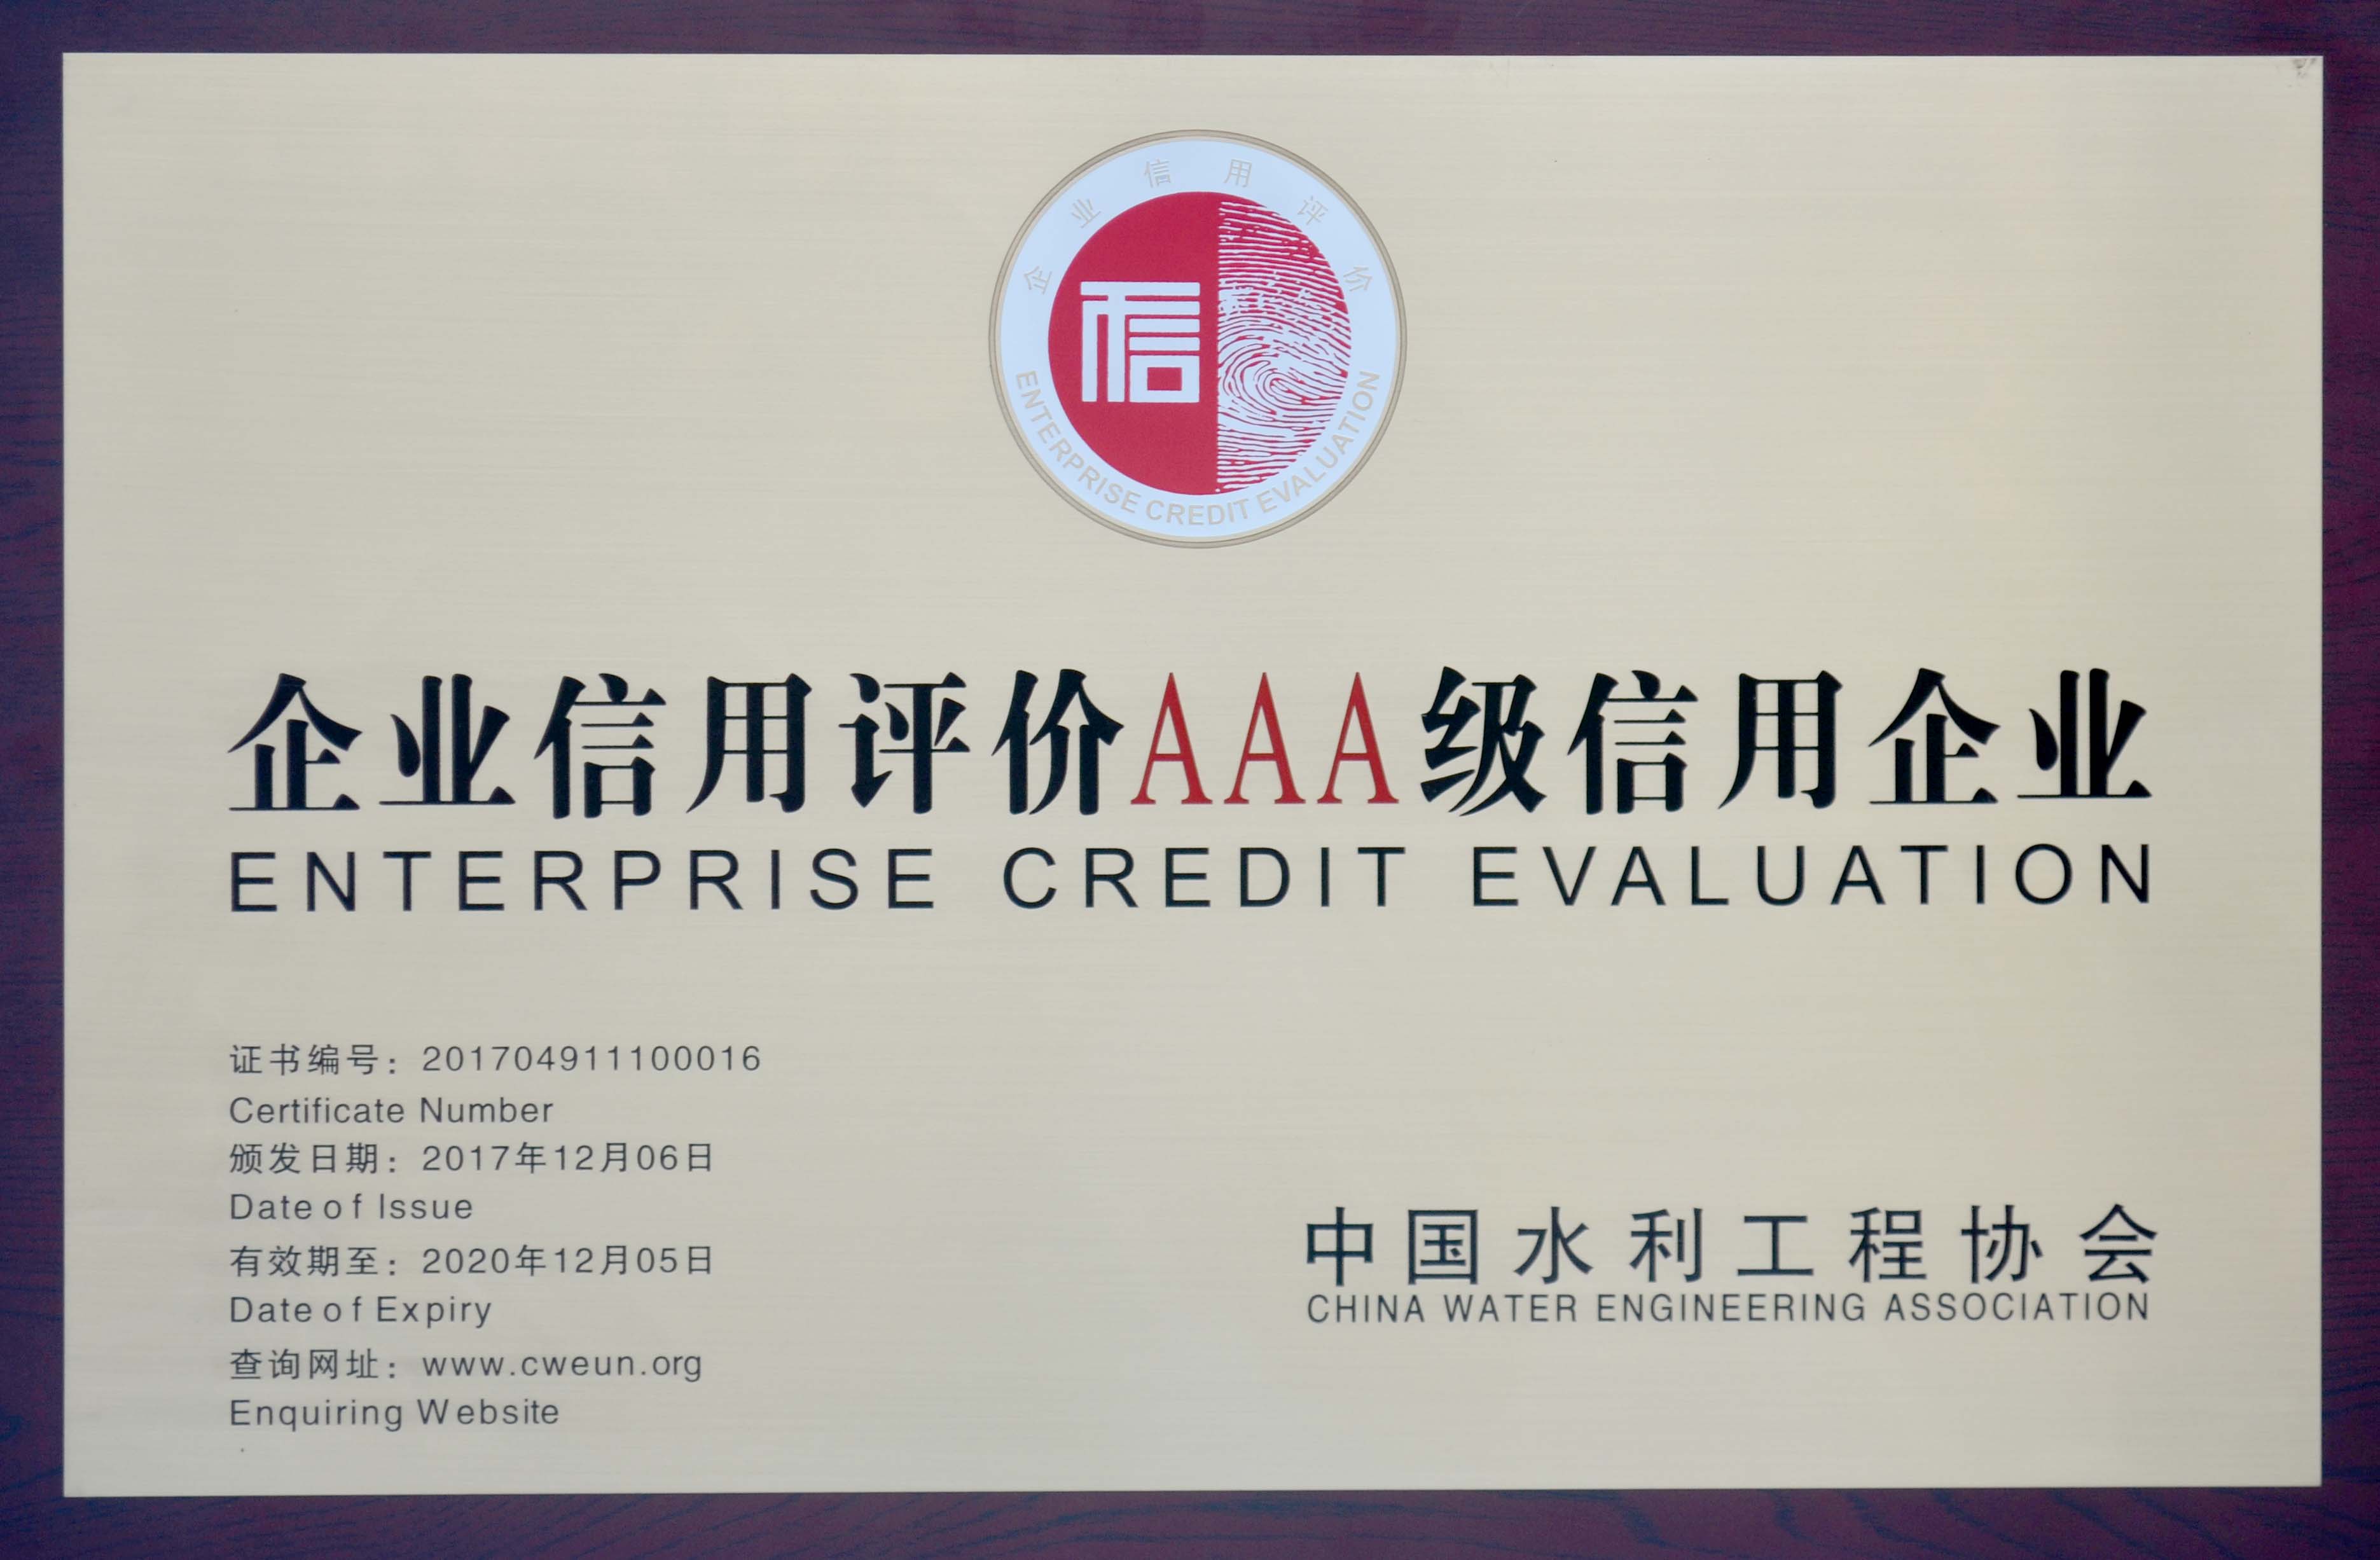 企业信用评价
信
ENTERPRISE CREDIT EVALUATION
企业信用评价AAA级信用企业
ENTERPRISE CREDIT EVALUATION
证书编号：201704911100016
Certificate Number
颁发日期：2017年12月06日
Date of Issue
有效期至：2020年12月05日
Date of Expiry
查询网址：www.cweun.org
Enquiring Website
中国水利工程协会
CHINA WATER ENGINEERING ASSOCIATION